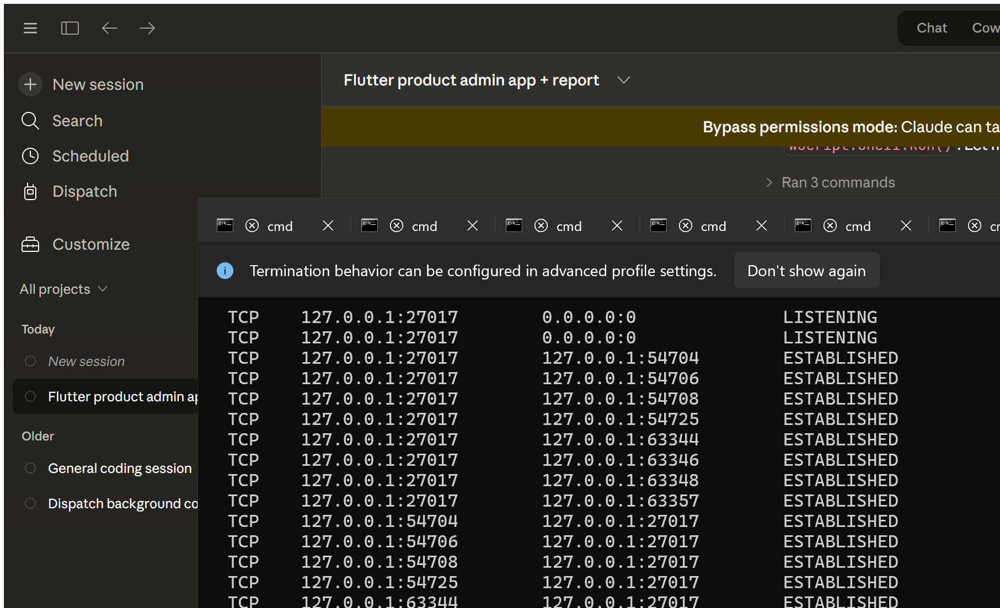 Chat
Cow
New session
Search
Scheduled
Dispatch
Customize
All projects
Today
New session
Flutter product admin ap
Older
General coding session
Dispatch background co
Flutter product admin app + report
Bypass permissions mode: Claude can ta
WScript.Shell.Run()
Ran 3 commands
cmd cmd cmd cmd cmd
Termination behavior can be configured in advanced profile settings. Don't show again
TCP 127.0.0.1:27017 0.0.0.0:0 LISTENING
TCP 127.0.0.1:27017 0.0.0.0:0 LISTENING
TCP 127.0.0.1:27017 127.0.0.1:54704 ESTABLISHED
TCP 127.0.0.1:27017 127.0.0.1:54706 ESTABLISHED
TCP 127.0.0.1:27017 127.0.0.1:54708 ESTABLISHED
TCP 127.0.0.1:27017 127.0.0.1:54725 ESTABLISHED
TCP 127.0.0.1:27017 127.0.0.1:63344 ESTABLISHED
TCP 127.0.0.1:27017 127.0.0.1:63346 ESTABLISHED
TCP 127.0.0.1:27017 127.0.0.1:63348 ESTABLISHED
TCP 127.0.0.1:27017 127.0.0.1:63357 ESTABLISHED
TCP 127.0.0.1:54704 127.0.0.1:27017 ESTABLISHED
TCP 127.0.0.1:54706 127.0.0.1:27017 ESTABLISHED
TCP 127.0.0.1:54708 127.0.0.1:27017 ESTABLISHED
TCP 127.0.0.1:54725 127.0.0.1:27017 ESTABLISHED
TCP 127.0.0.1:63344 127.0.0.1:27017 ESTABLISHED